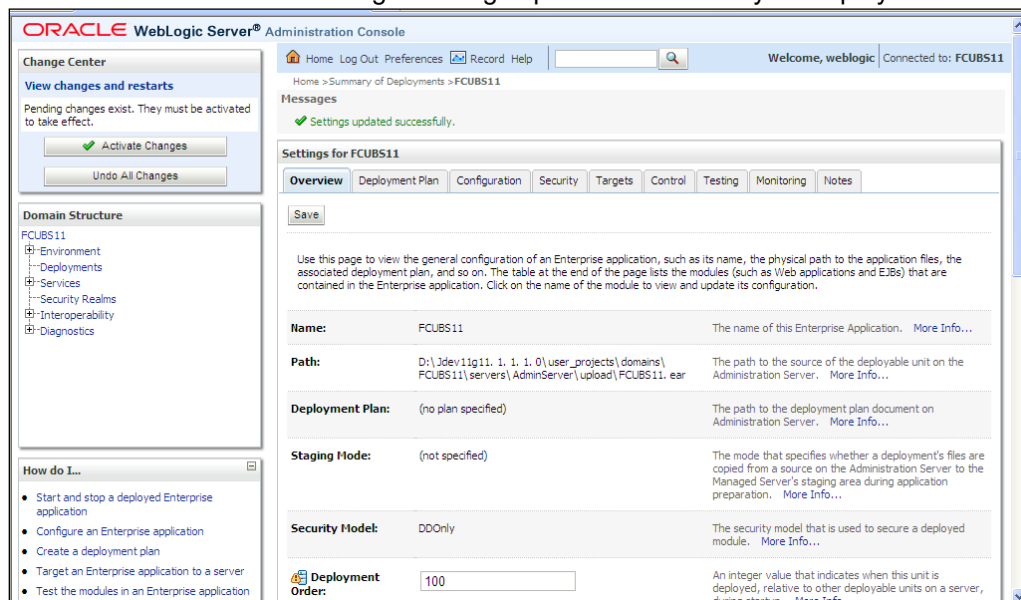 ORACLE WebLogic Server® Administration Console
Change Center
View changes and restarts
Pending changes exist. They must be activated
to take effect.
Activate Changes
Undo All Changes
Domain Structure
FCUBS11
Environment
Deployments
Services
Security Realms
Interoperability
Diagnostics
How do I...
Start and stop a deployed Enterprise
application
Configure an Enterprise application
Create a deployment plan
Target an Enterprise application to a server
Test the modules in an Enterprise application
Home Log Out Preferences Record Help
Welcome, weblogic Connected to: FCUBS11
Home >Summary of Deployments >FCUBS11
Messages
Settings updated successfully.
Settings for FCUBS11
Overview Deployment Plan Configuration Security Targets Control Testing Monitoring Notes
Save
Use this page to view the general configuration of an Enterprise application, such as its name, the physical path to the application files, the
associated deployment plan, and so on. The table at the end of the page lists the modules (such as Web applications and EJBs) that are
contained in the Enterprise application. Click on the name of the module to view and update its configuration.
Name: FCUBS11 The name of this Enterprise Application. More Info...
Path: D:\Jdev11g11. 1. 1. 1. 0\user_projects\domains\
FCUBS11\servers\AdminServer\upload\FCUBS11. ear
The path to the source of the deployable unit on the
Administration Server. More Info...
Deployment Plan: (no plan specified)
The path to the deployment plan document on
Administration Server. More Info...
Staging Mode: (not specified)
The mode that specifies whether a deployment's files are
copied from a source on the Administration Server to the
Managed Server's staging area during application
preparation. More Info...
Security Model: DDOnly
The security model that is used to secure a deployed
module. More Info...
Deployment
Order:
100
An integer value that indicates when this unit is
deployed, relative to other deployable units on a server,
during startup. More Info...